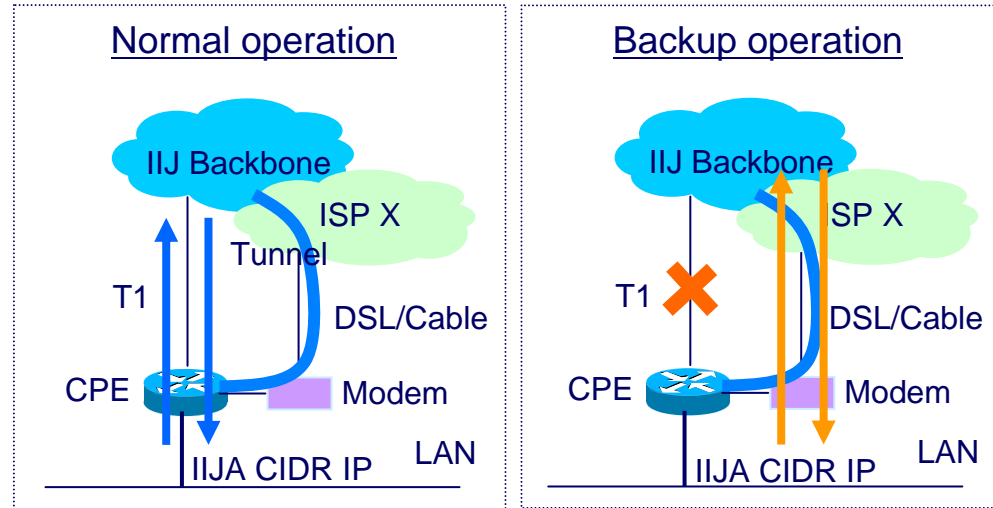 Normal operation
IIJ Backbone
ISP X
Tunnel
T1
DSL/Cable
CPE
Modem
LAN
IIJA CIDR IP
Backup operation
IIJ Backbone
SP X
T1
DSL/Cable
CPE
Modem
LAN
IIJA CIDR IP